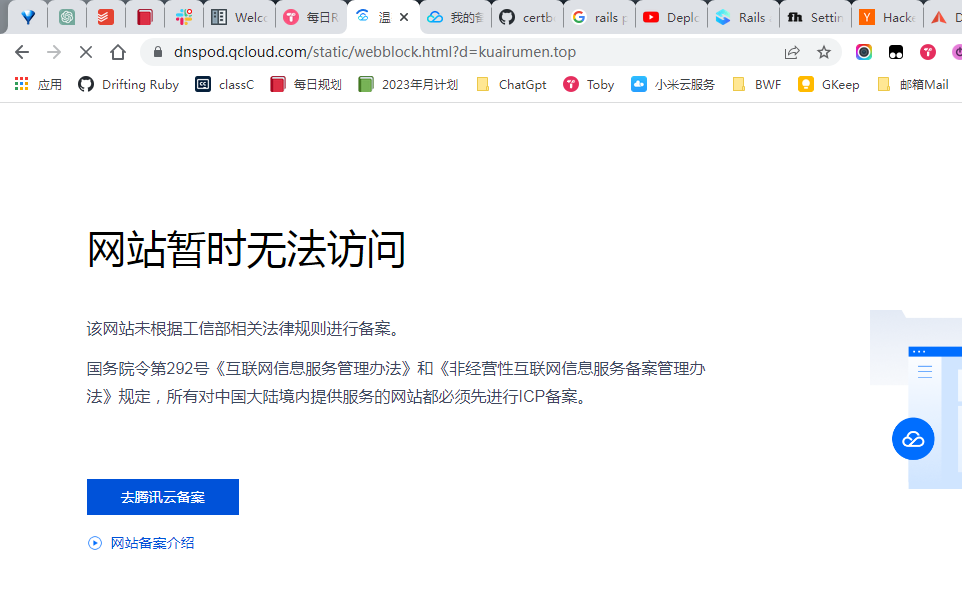 Welcc
每日R
温
我的
certb
rails p
Deplo
Rails
Settin
Hacke
dnspod.qcloud.com/static/webblock.html?d=kuairumen.top
应用 Drifting Ruby classC 每日规划 2023年月计划 ChatGpt Toby 小米云服务 BWF GKeep 邮箱Mail
网站暂时无法访问
该网站未根据工信部相关法律规则进行备案。
国务院令第292号《互联网信息服务管理办法》和《非经营性互联网信息服务备案管理办
法》规定，所有对中国大陆境内提供服务的网站都必须先进行ICP备案。
去腾讯云备案
网站备案介绍